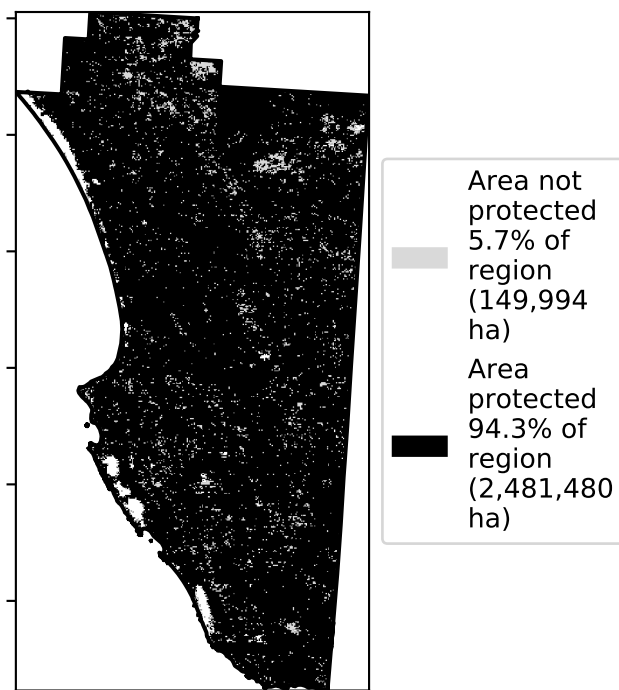 Area not
protected
5.7% of
region
(149,994
ha)
Area
protected
94.3% of
region
(2,481,480
ha)